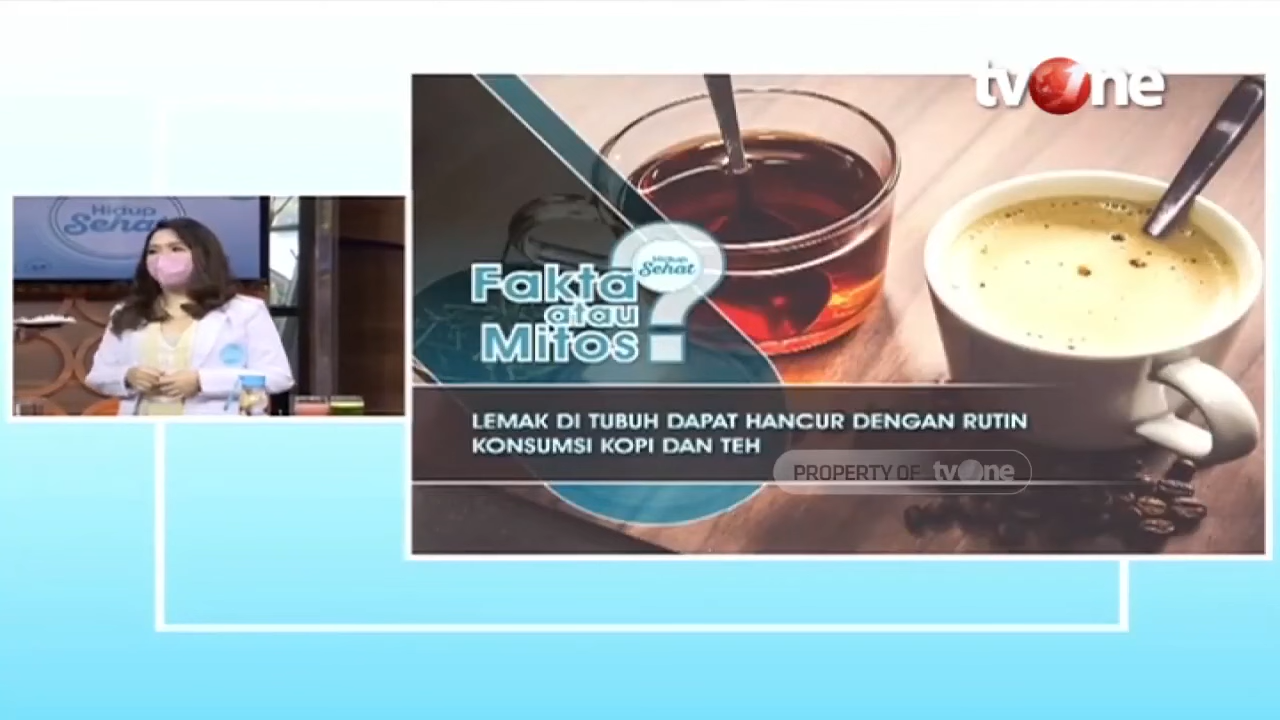 tvOne
Hidup
Sehat
Hidup
Sehat
Fakta
atau
Mitos
?
LEMAK DI TUBUH DAPAT HANCUR DENGAN RUTIN
KONSUMSI KOPI DAN TEH
PROPERTY OF tvOne